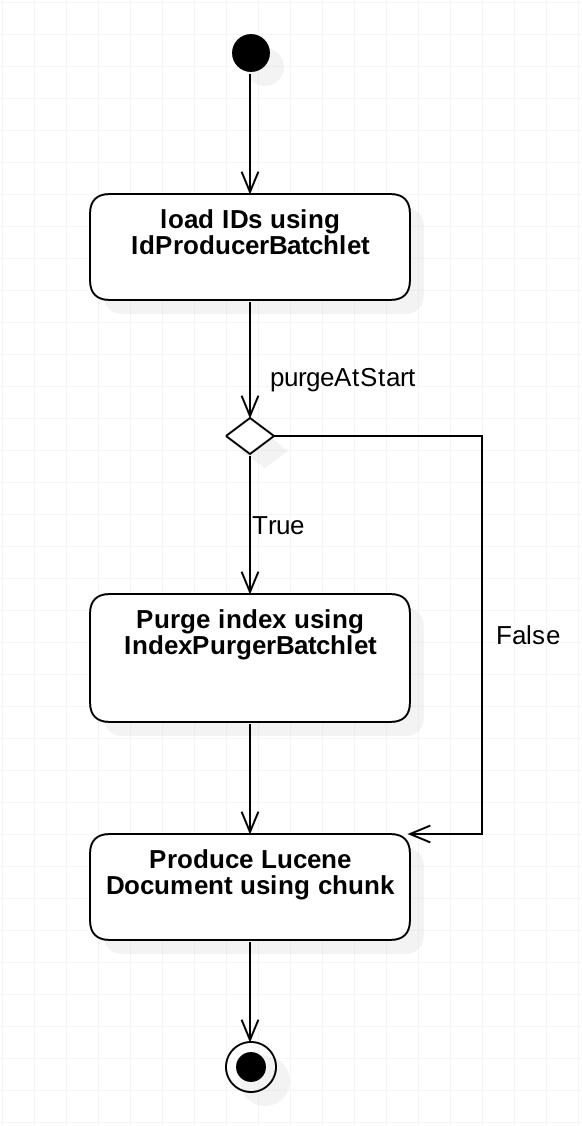 load IDs using
IdProducerBatchlet
purgeAtStart
True
Purge index using
IndexPurgerBatchlet
False
Produce Lucene
Document using chunk